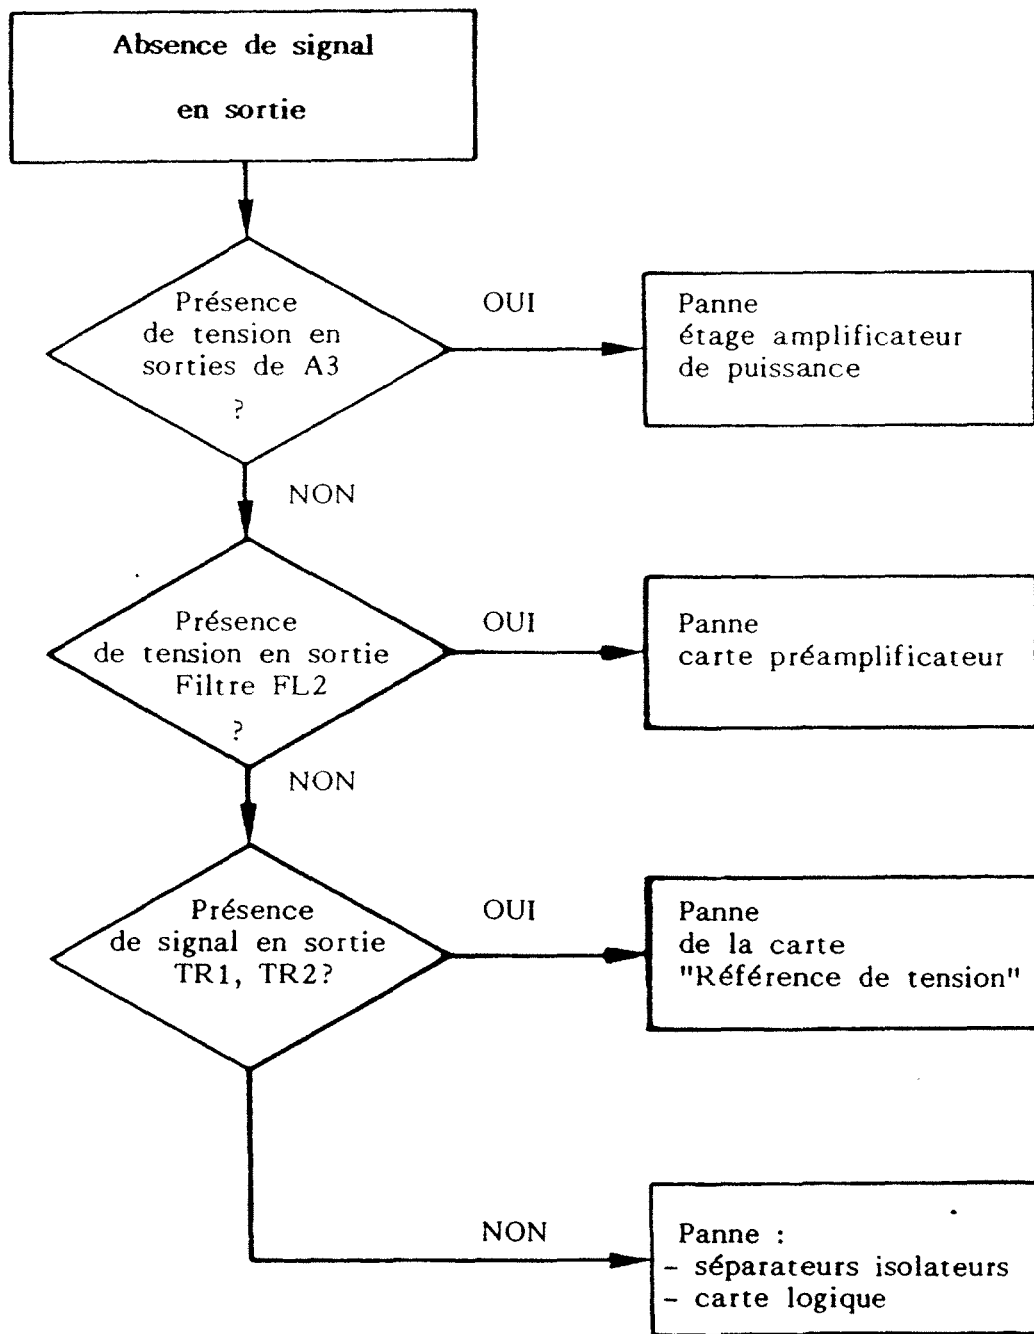 Absence de signal
en sortie
Présence
de tension en
sorties de A3
?
OUI
Panne
étage amplificateur
de puissance
NON
Présence
de tension en sortie
Filtre FL2
?
OUI
Panne
carte préamplificateur
NON
Présence
de signal en sortie
TR1, TR2?
OUI
Panne
de la carte
"Référence de tension"
NON
Panne :
- séparateurs isolateurs
- carte logique